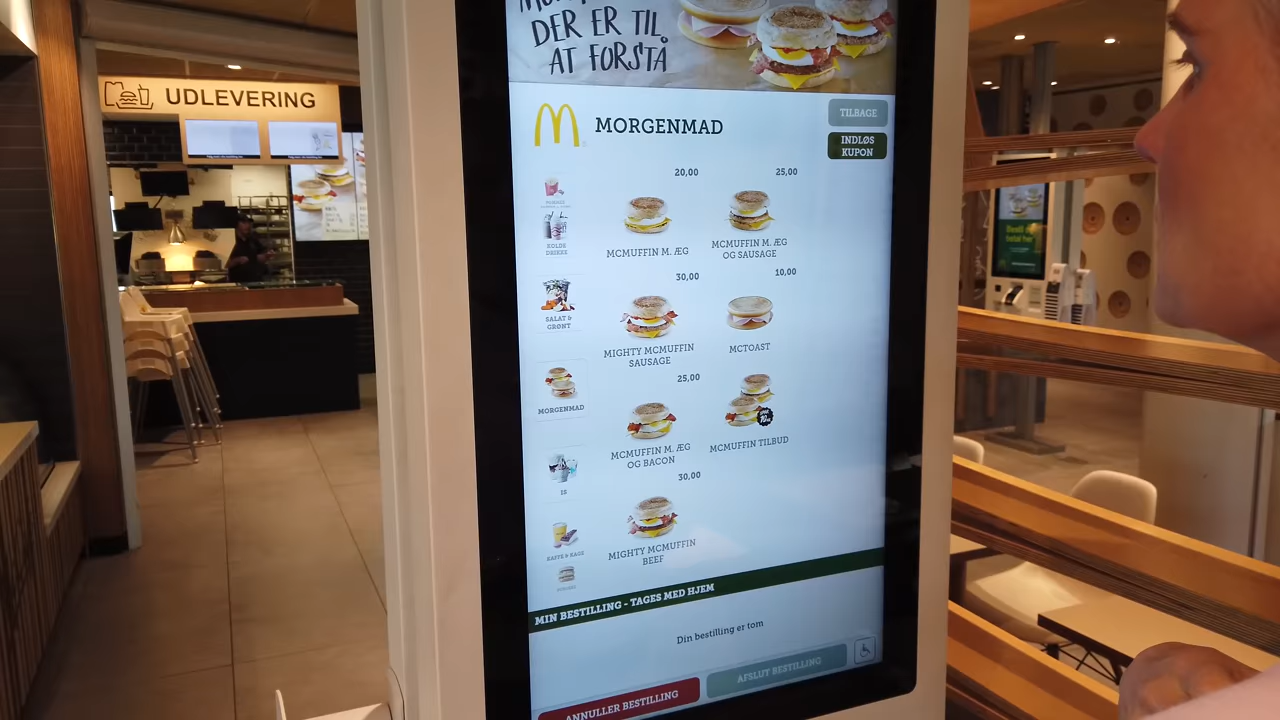 DER ER TIL
AT FORSTÅ
UDLEVERING
MORGENMAD
TILBAGE
INDLØS
KUPON
20,00
MCMUFFIN M. ÆG
25,00
MCMUFFIN M. ÆG
OG SAUSAGE
30,00
MIGHTY MCMUFFIN
SAUSAGE
10,00
MCTOAST
25,00
MCMUFFIN M. ÆG
OG BACON
MCMUFFIN TILBUD
30,00
MIGHTY MCMUFFIN
BEEF
KOLDE
DRIKKE
SALAT &
GRØNT
MORGENMAD
IS
KAFFE & KAGE
MIN BESTILLING - TAGES MED HJEM
Din bestilling er tom
ANNULLER BESTILLING
AFSLUT BESTILLING